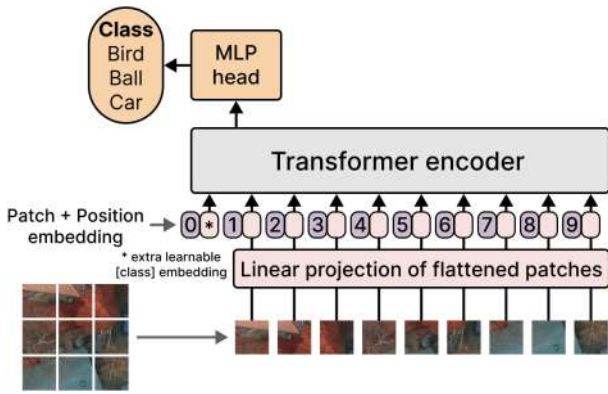 Class
Bird
Ball
Car
MLP
head
Transformer encoder
Patch + Position
embedding
0 * 1 2 3 4 5 6 7 8 9
* extra learnable
[class] embedding
Linear projection of flattened patches